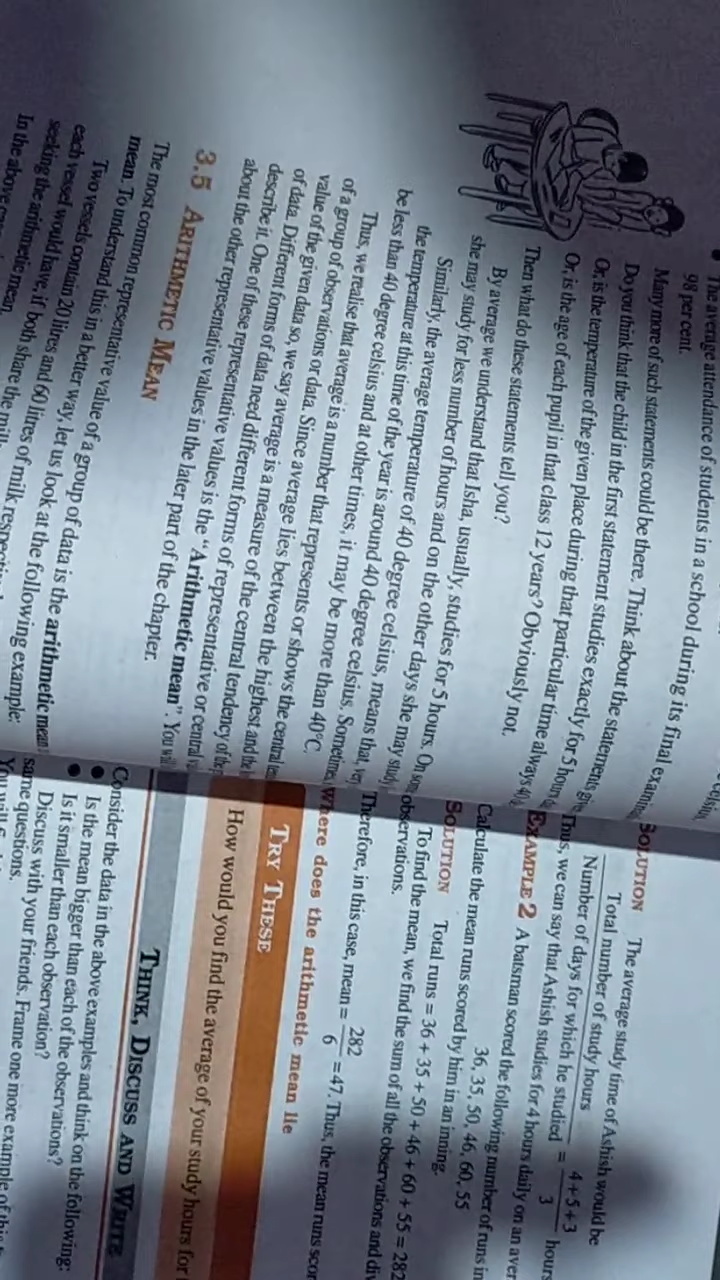 The average attendance of students in a school during its final
98 per cent.
Many more of such statements could be there. Think about the statements
Do you think that the child in the first statement studies exactly for 5 hours
Or, is the temperature of the given place during that particular time always
Or, is the age of each pupil in that class 12 years? Obviously not.
Then what do these statements tell you?
By average we understand that Isha, usually, studies for 5 hours. On
she may study for less number of hours and on the other days she may study
Similarly, the average temperature of 40 degree celsius, means that,
the temperature at this time of the year is around 40 degree celsius. Sometimes
be less than 40 degree celsius and at other times, it may be more than 40°C.
Thus, we realise that average is a number that represents or shows the central
of a group of observations or data. Since average lies between the highest and the
value of the given data so, we say average is a measure of the central tendency of the
of data. Different forms of data need different forms of representative or central
describe it. One of these representative values is the "Arithmetic mean". You
about the other representative values in the later part of the chapter.
3.5 ARITHMETIC MEAN
The most common representative value of a group of data is the arithmetic mean
mean. To understand this in a better way, let us look at the following example:
Two vessels contain 20 litres and 60 litres of milk
each vessel would have, if both share the milk
seeking the arithmetic mean.
In the above
SOLUTION The average study time of Ashish would be
Total number of study hours
Number of days for which he studied = 4+5+3
3 hours
Thus, we can say that Ashish studies for 4 hours daily on an
EXAMPLE 2 A batsman scored the following number of runs in
36, 35, 50, 46, 60, 55
Calculate the mean runs scored by him in an inning.
SOLUTION Total runs = 36 + 35 + 50 + 46 + 60 + 55 = 282
To find the mean, we find the sum of all the observations and
observations.
Therefore, in this case, mean = 282
6 = 47. Thus, the mean runs
Where does the arithmetic mean lie
TRY THESE
How would you find the average of your study hours for
THINK, DISCUSS AND WRITE
Consider the data in the above examples and think on the following:
● Is the mean bigger than each of the observations?
● Is it smaller than each observation?
Discuss with your friends. Frame one more example of this
same questions.